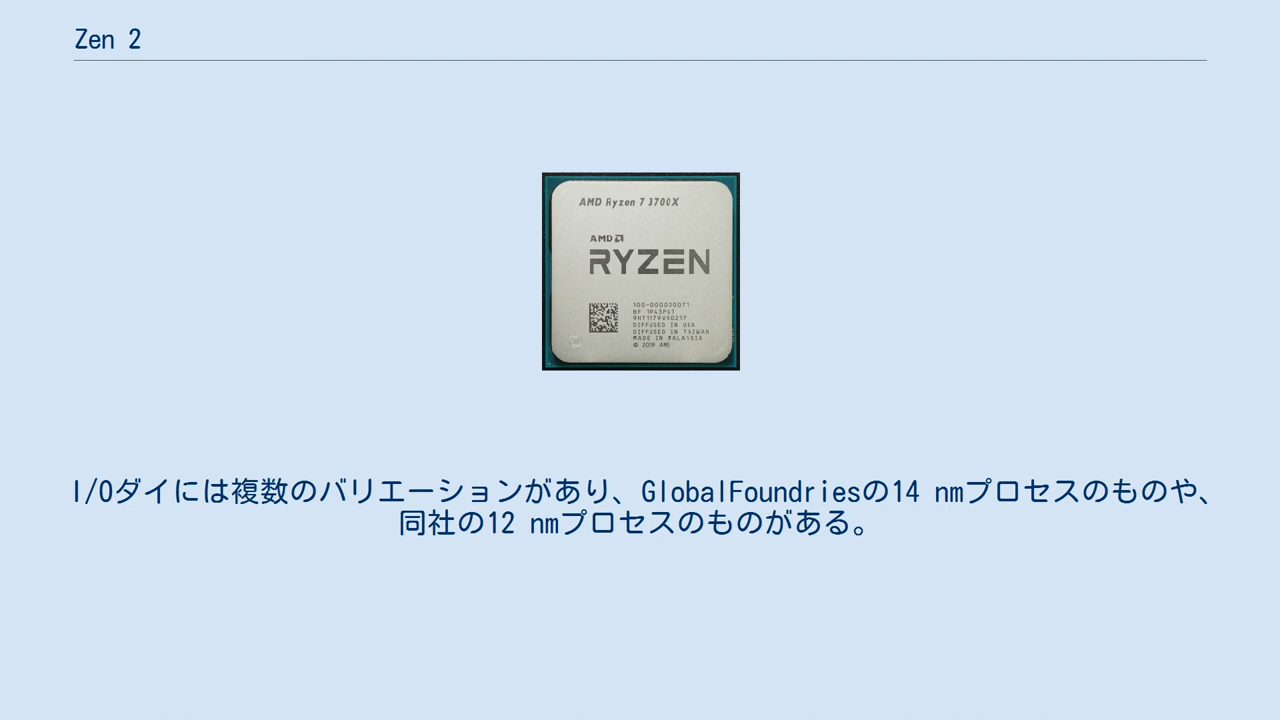 Zen 2
AMD Ryzen 7 3700X
AMD
RYZEN
DIFFUSED IN USA
DIFFUSED IN TAIWAN
MADE IN MALAYSIA
© 2019 AMD
I/Oダイには複数のバリエーションがあり、GlobalFoundriesの14 nmプロセスのものや、
同社の12 nmプロセスのものがある。